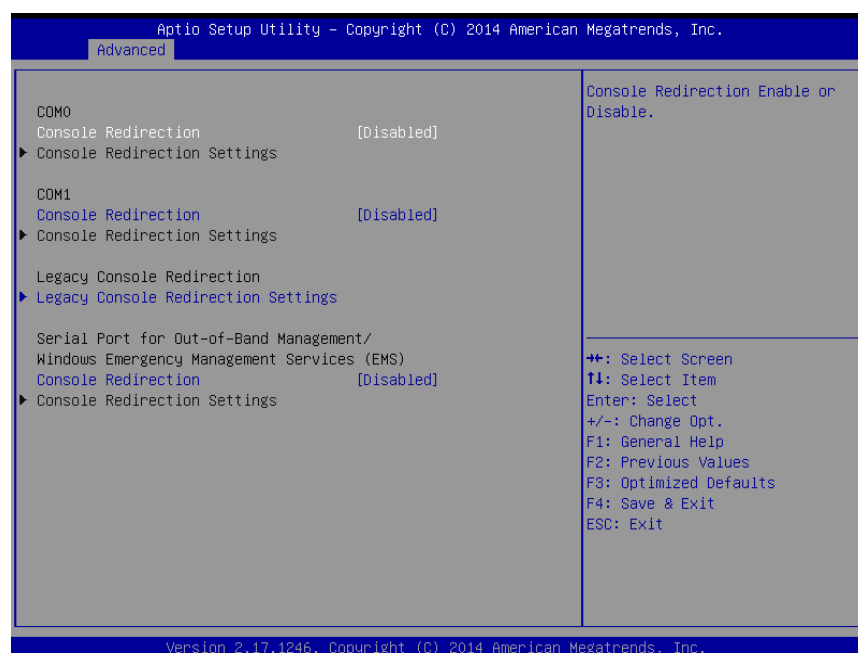 Aptio Setup Utility – Copyright (C) 2014 American Megatrends, Inc.
Advanced
COM0
Console Redirection [Disabled]
▶ Console Redirection Settings
COM1
Console Redirection [Disabled]
▶ Console Redirection Settings
Legacy Console Redirection
▶ Legacy Console Redirection Settings
Serial Port for Out-of-Band Management/
Windows Emergency Management Services (EMS)
Console Redirection [Disabled]
▶ Console Redirection Settings
Console Redirection Enable or
Disable.
→←: Select Screen
↑↓: Select Item
Enter: Select
+/-: Change Opt.
F1: General Help
F2: Previous Values
F3: Optimized Defaults
F4: Save & Exit
ESC: Exit
Version 2.17.1246. Copyright (C) 2014 American Megatrends, Inc.